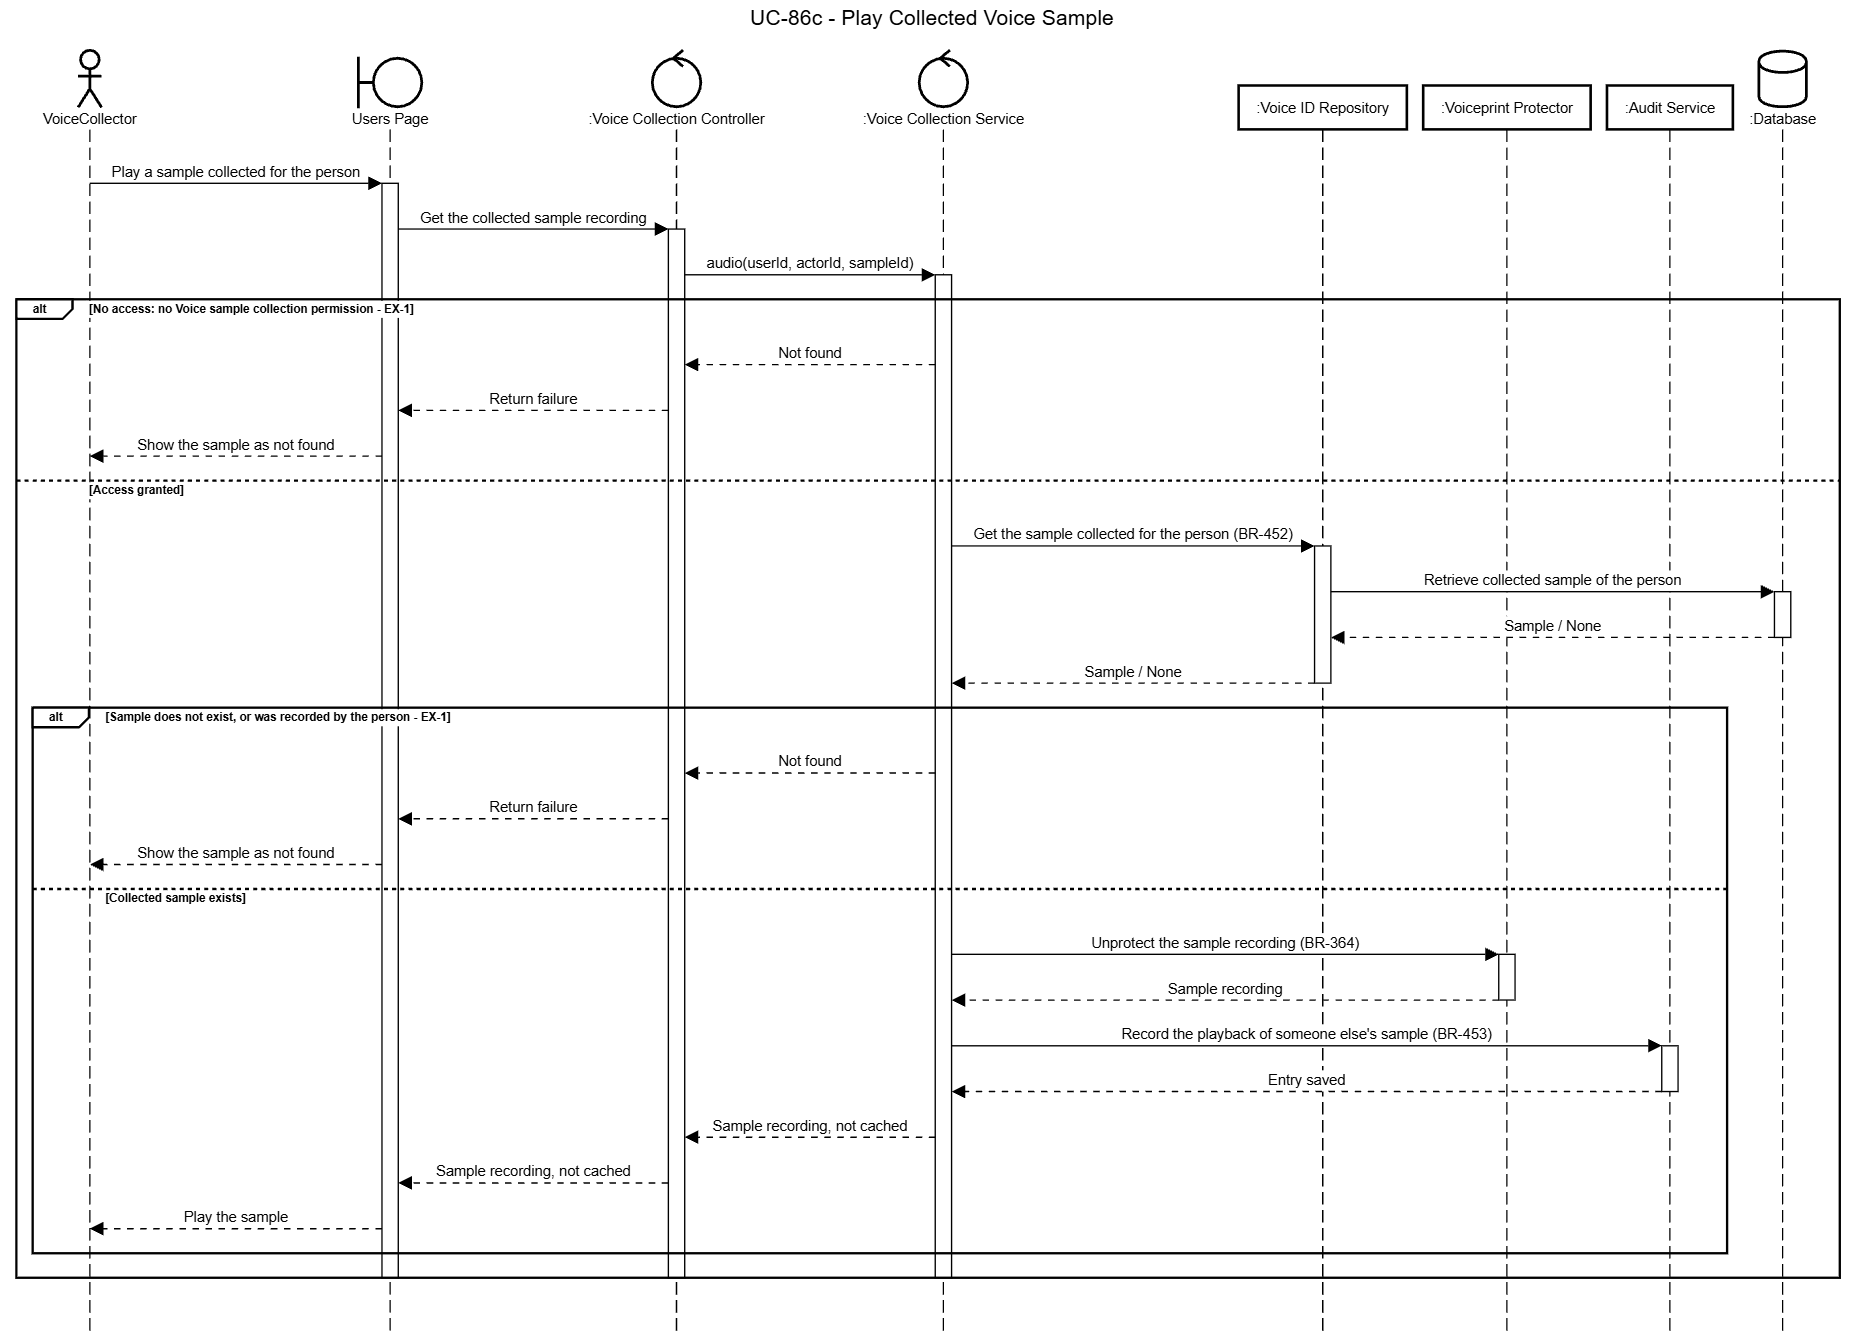 UC-86c - Play Collected Voice Sample
VoiceCollector
Users Page
:Voice Collection Controller
:Voice Collection Service
:Voice ID Repository
:Voiceprint Protector
:Audit Service
:Database
Play a sample collected for the person
Get the collected sample recording
audio(userId, actorId, sampleId)
alt
[No access: no Voice sample collection permission - EX-1]
Not found
Return failure
Show the sample as not found
[Access granted]
Get the sample collected for the person (BR-452)
Retrieve collected sample of the person
Sample / None
Sample / None
alt
[Sample does not exist, or was recorded by the person - EX-1]
Not found
Return failure
Show the sample as not found
[Collected sample exists]
Unprotect the sample recording (BR-364)
Sample recording
Record the playback of someone else's sample (BR-453)
Entry saved
Sample recording, not cached
Sample recording, not cached
Play the sample